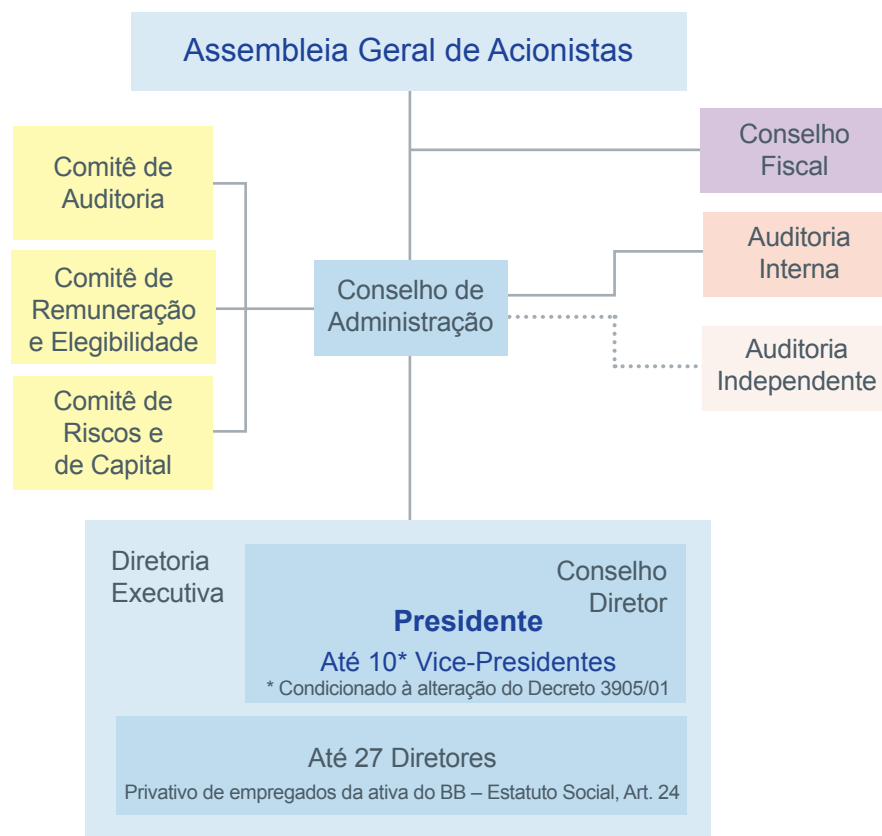 Assembleia Geral de Acionistas
Conselho
Fiscal
Comitê de
Auditoria
Auditoria
Interna
Comitê de
Remuneração
e Elegibilidade
Conselho de
Administração
Auditoria
Independente
Comitê de
Riscos e
de Capital
Diretoria
Executiva
Conselho
Diretor
Presidente
Até 10* Vice-Presidentes
* Condicionado à alteração do Decreto 3905/01
Até 27 Diretores
Privativo de empregados da ativa do BB – Estatuto Social, Art. 24